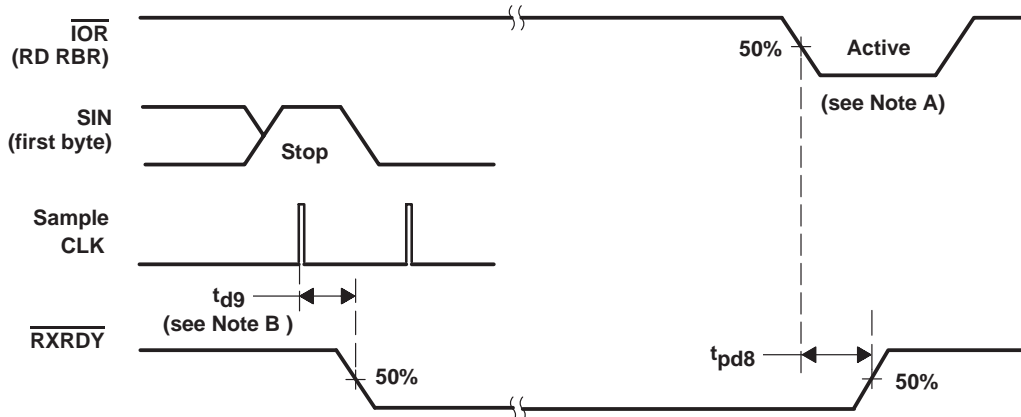 IOR
(RD RBR)
50%
Active
(see Note A)
SIN
(first byte)
Stop
Sample
CLK
td9
(see Note B )
RXRDY
50%
tpd8
50%